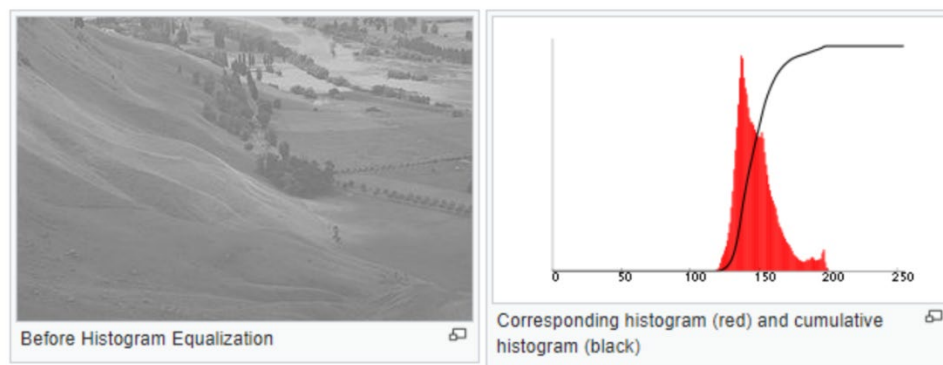 Before Histogram Equalization
0 50 100 150 200 250
Corresponding histogram (red) and cumulative
histogram (black)